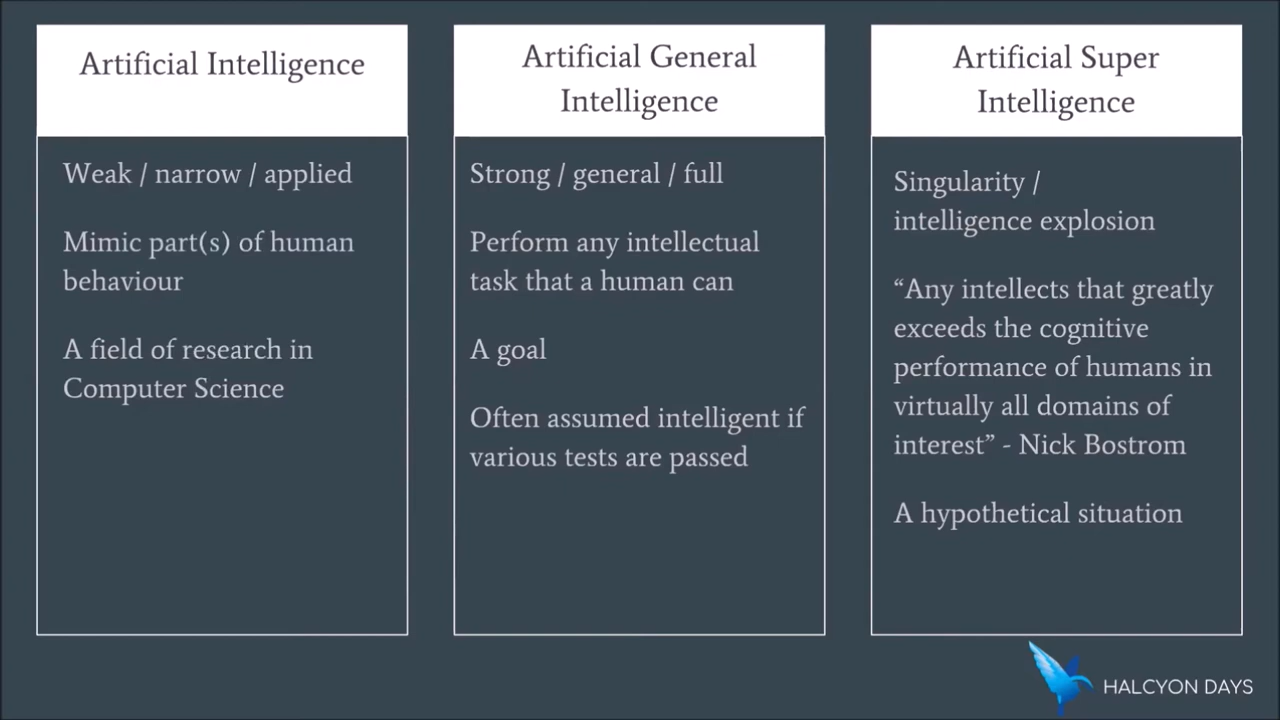 Artificial Intelligence
Weak / narrow / applied
Mimic part(s) of human
behaviour
A field of research in
Computer Science
Artificial General
Intelligence
Strong / general / full
Perform any intellectual
task that a human can
A goal
Often assumed intelligent if
various tests are passed
Artificial Super
Intelligence
Singularity /
intelligence explosion
“Any intellects that greatly
exceeds the cognitive
performance of humans in
virtually all domains of
interest” - Nick Bostrom
A hypothetical situation
HALCYON DAYS